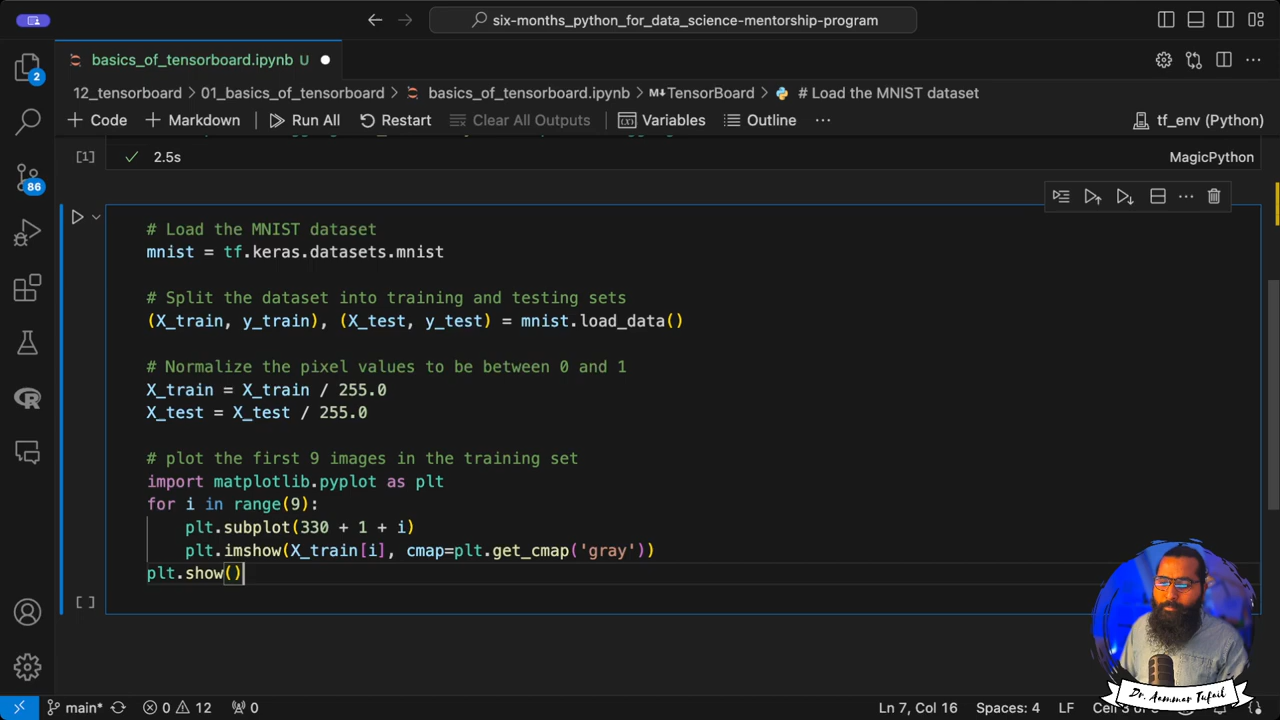 six-months_python_for_data_science-mentorship-program
basics_of_tensorboard.ipynb U
12_tensorboard > 01_basics_of_tensorboard > basics_of_tensorboard.ipynb > TensorBoard > # Load the MNIST dataset
+ Code + Markdown Run All Restart Clear All Outputs Variables Outline ... tf_env (Python)
[1] ✓ 2.5s MagicPython
# Load the MNIST dataset
mnist = tf.keras.datasets.mnist
# Split the dataset into training and testing sets
(X_train, y_train), (X_test, y_test) = mnist.load_data()
# Normalize the pixel values to be between 0 and 1
X_train = X_train / 255.0
X_test = X_test / 255.0
# plot the first 9 images in the training set
import matplotlib.pyplot as plt
for i in range(9):
plt.subplot(330 + 1 + i)
plt.imshow(X_train[i], cmap=plt.get_cmap('gray'))
plt.show()
[ ]
2
86
Dr. Aammar Tufail
main* 0 12 0 Ln 7, Col 16 Spaces: 4 LF Cell 3 of